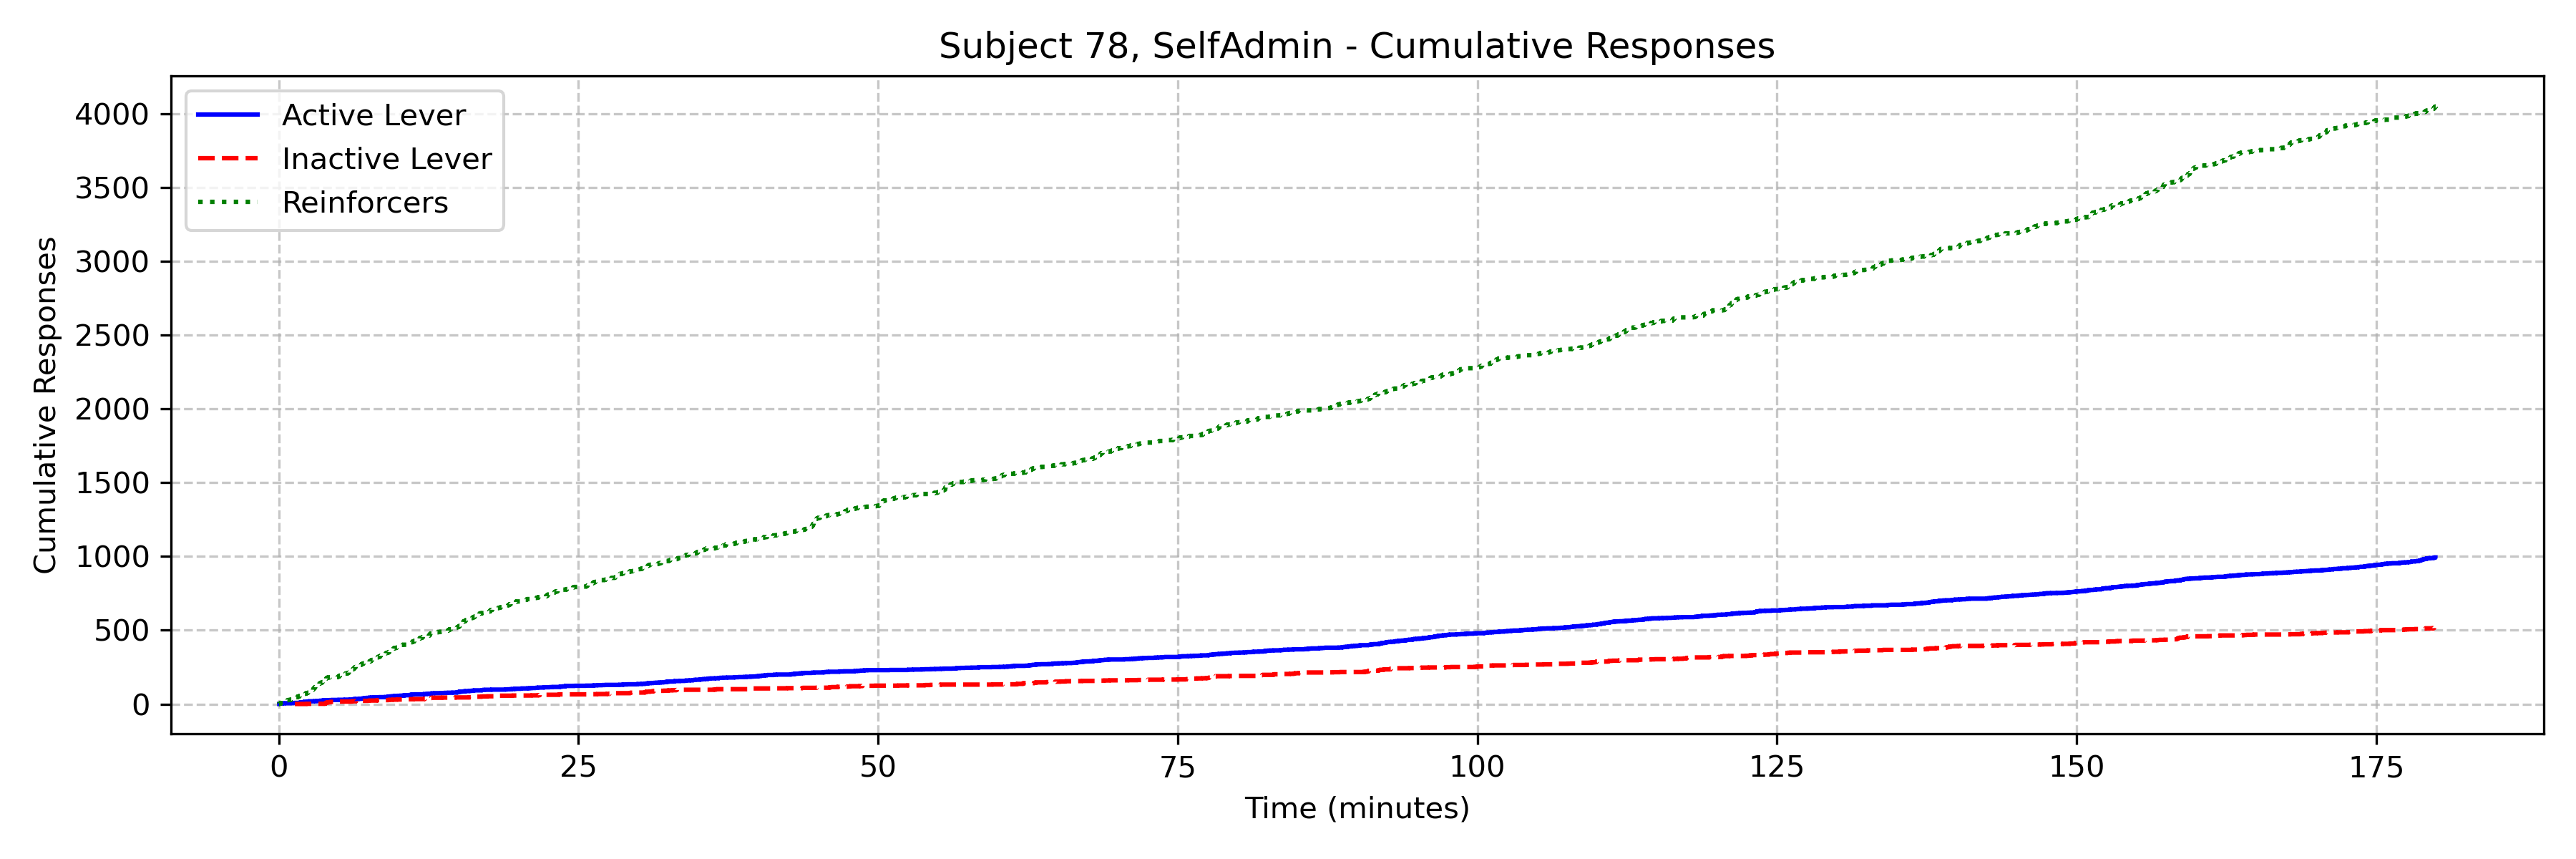 Subject 78, SelfAdmin - Cumulative Responses
Active Lever
Inactive Lever
Reinforcers
Cumulative Responses
4000
3500
3000
2500
2000
1500
1000
500
0
0 25 50 75 100 125 150 175
Time (minutes)